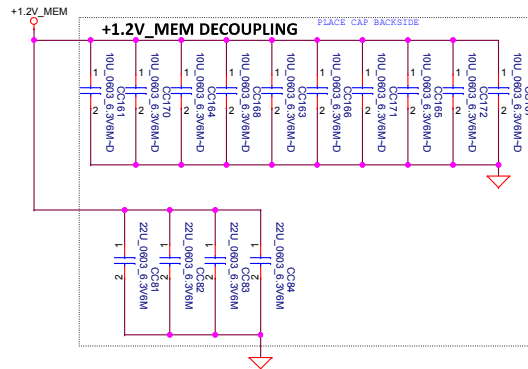 +1.2V_MEM
+1.2V_MEM DECOUPLING
PLACE CAP BACKSIDE
1
2
CC161
10U_0603_6.3V6M~D
1
2
CC170
10U_0603_6.3V6M~D
1
2
CC164
10U_0603_6.3V6M~D
1
2
CC168
10U_0603_6.3V6M~D
1
2
CC163
10U_0603_6.3V6M~D
1
2
CC166
10U_0603_6.3V6M~D
1
2
CC171
10U_0603_6.3V6M~D
1
2
CC165
10U_0603_6.3V6M~D
1
2
CC172
10U_0603_6.3V6M~D
1
2
10U_0603_6.3V6M~D
1
2
CC81
22U_0603_6.3V6M
1
2
CC82
22U_0603_6.3V6M
1
2
CC83
22U_0603_6.3V6M
1
2
CC84
22U_0603_6.3V6M